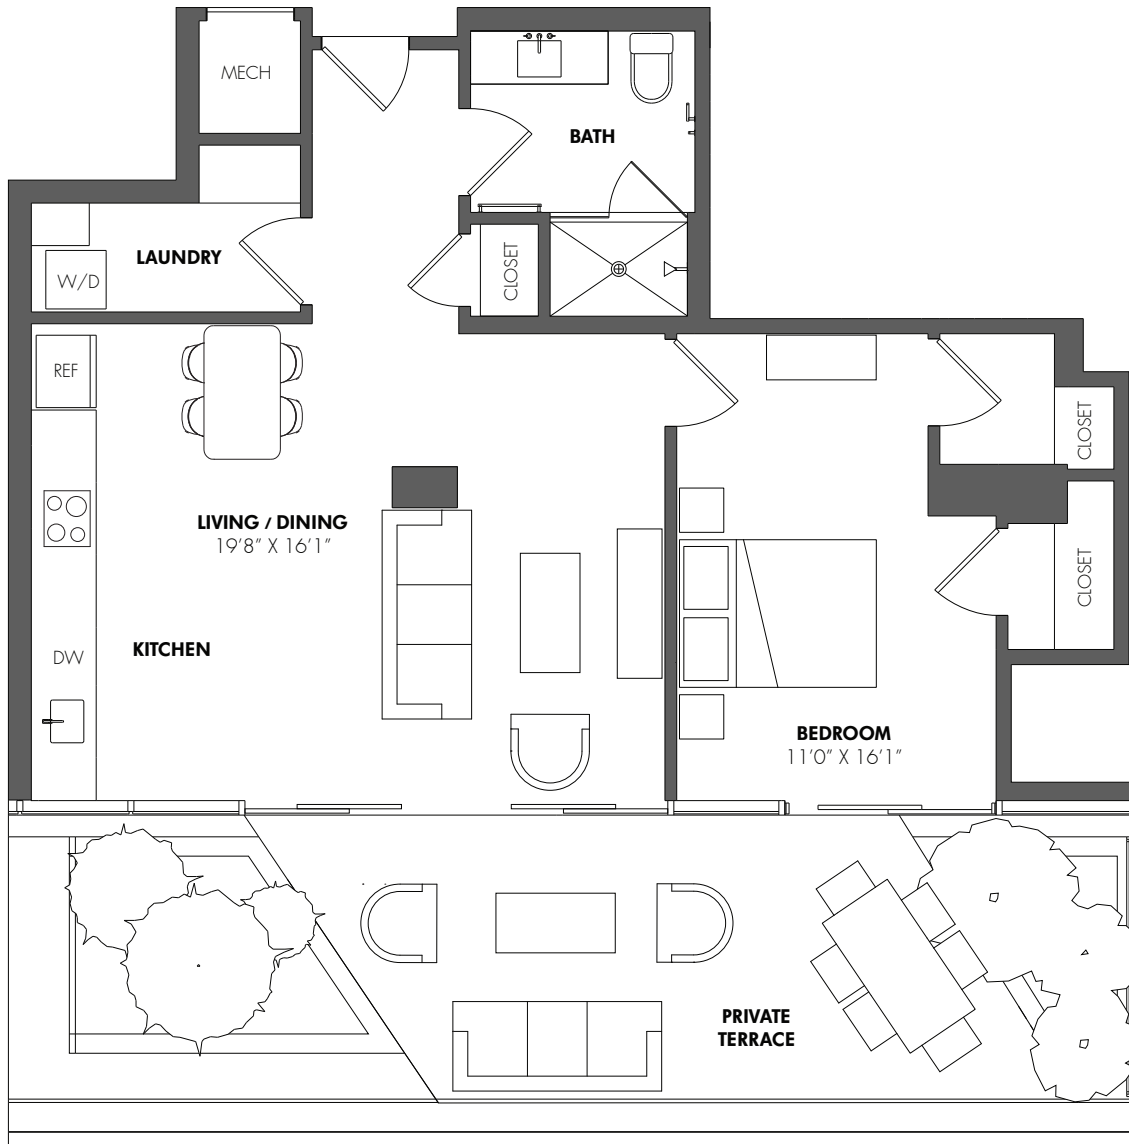 MECH
BATH
LAUNDRY
CLOSET
W/D
REF
CLOSET
LIVING / DINING
19'8" X 16'1"
CLOSET
KITCHEN
DW
BEDROOM
11'0" X 16'1"
PRIVATE
TERRACE